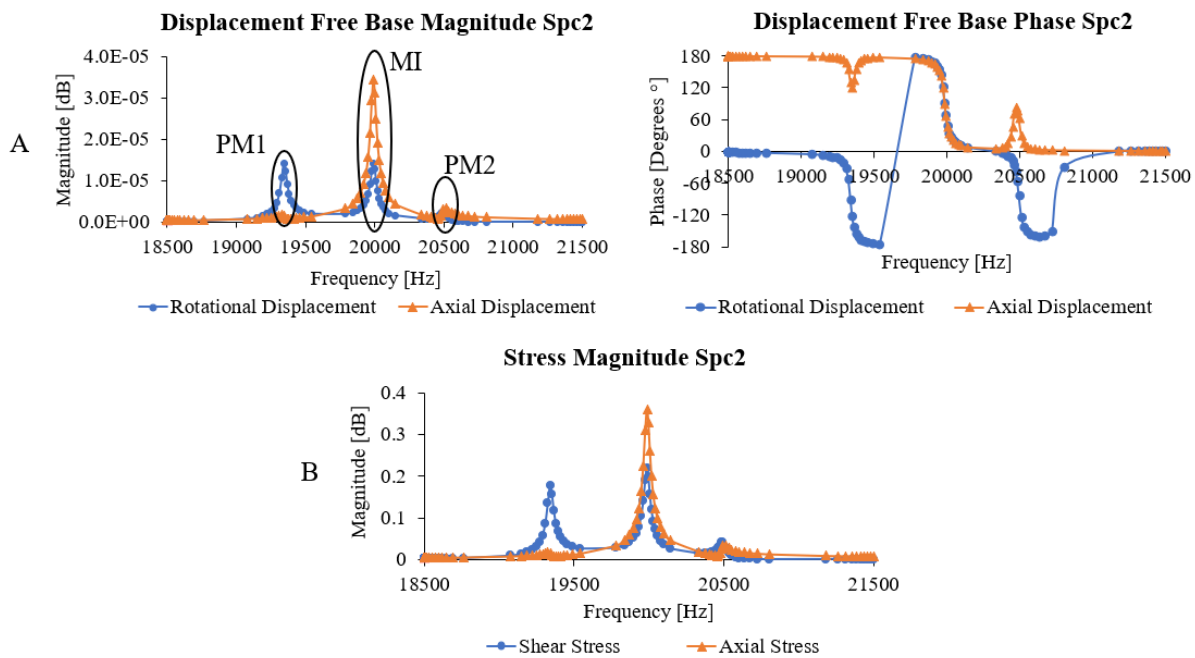 Displacement Free Base Magnitude Spc2
A
Magnitude [dB]
4.0E-05
3.0E-05
2.0E-05
1.0E-05
0.0E+00
PM1
MI
PM2
18500 19000 19500 20000 20500 21000 21500
Frequency [Hz]
Rotational Displacement Axial Displacement
Displacement Free Base Phase Spc2
Phase [Degrees °]
180
120
60
0
-60
-120
-180
18500 19000 19500 20000 20500 21000 21500
Frequency [Hz]
Rotational Displacement Axial Displacement
Stress Magnitude Spc2
B
Magnitude [dB]
0.4
0.3
0.2
0.1
0
18500 19500 20500 21500
Frequency [Hz]
Shear Stress Axial Stress